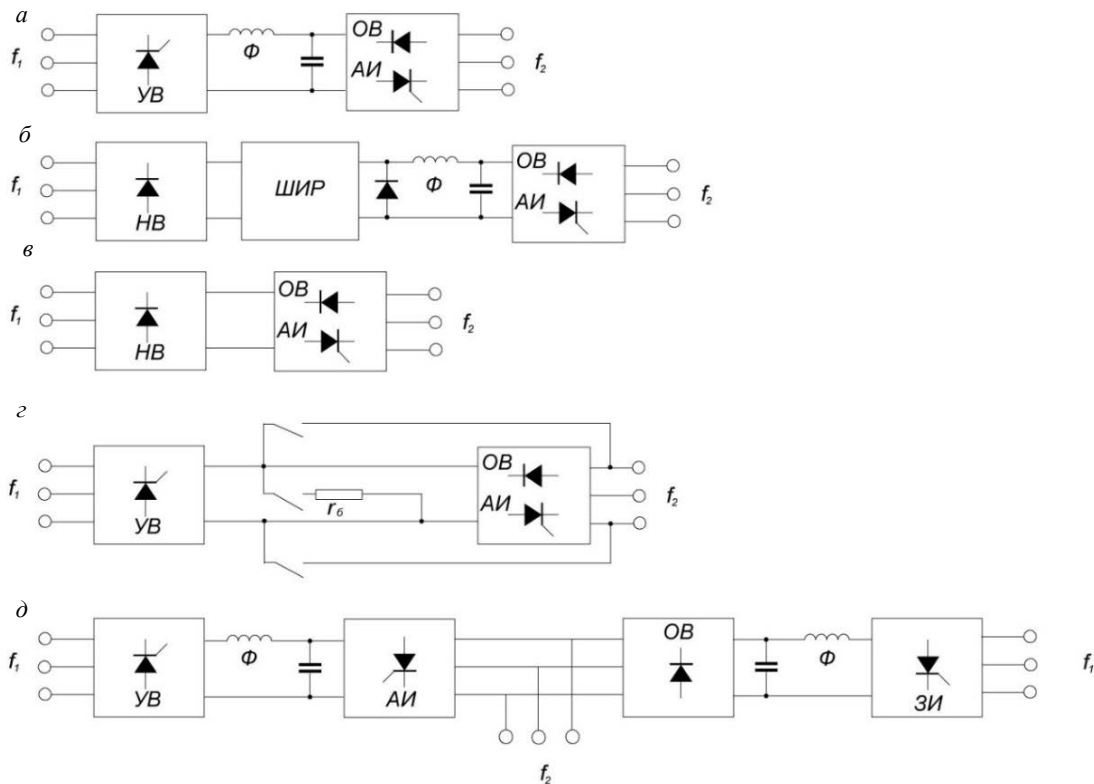 а
f₁ УВ Ф ОВ АИ f₂
б
f₁ НВ ШИР Ф ОВ АИ f₂
в
f₁ НВ ОВ АИ f₂
г
f₁ УВ rб ОВ АИ f₂
д
f₁ УВ Ф АИ ОВ Ф ЗИ f₁
f₂